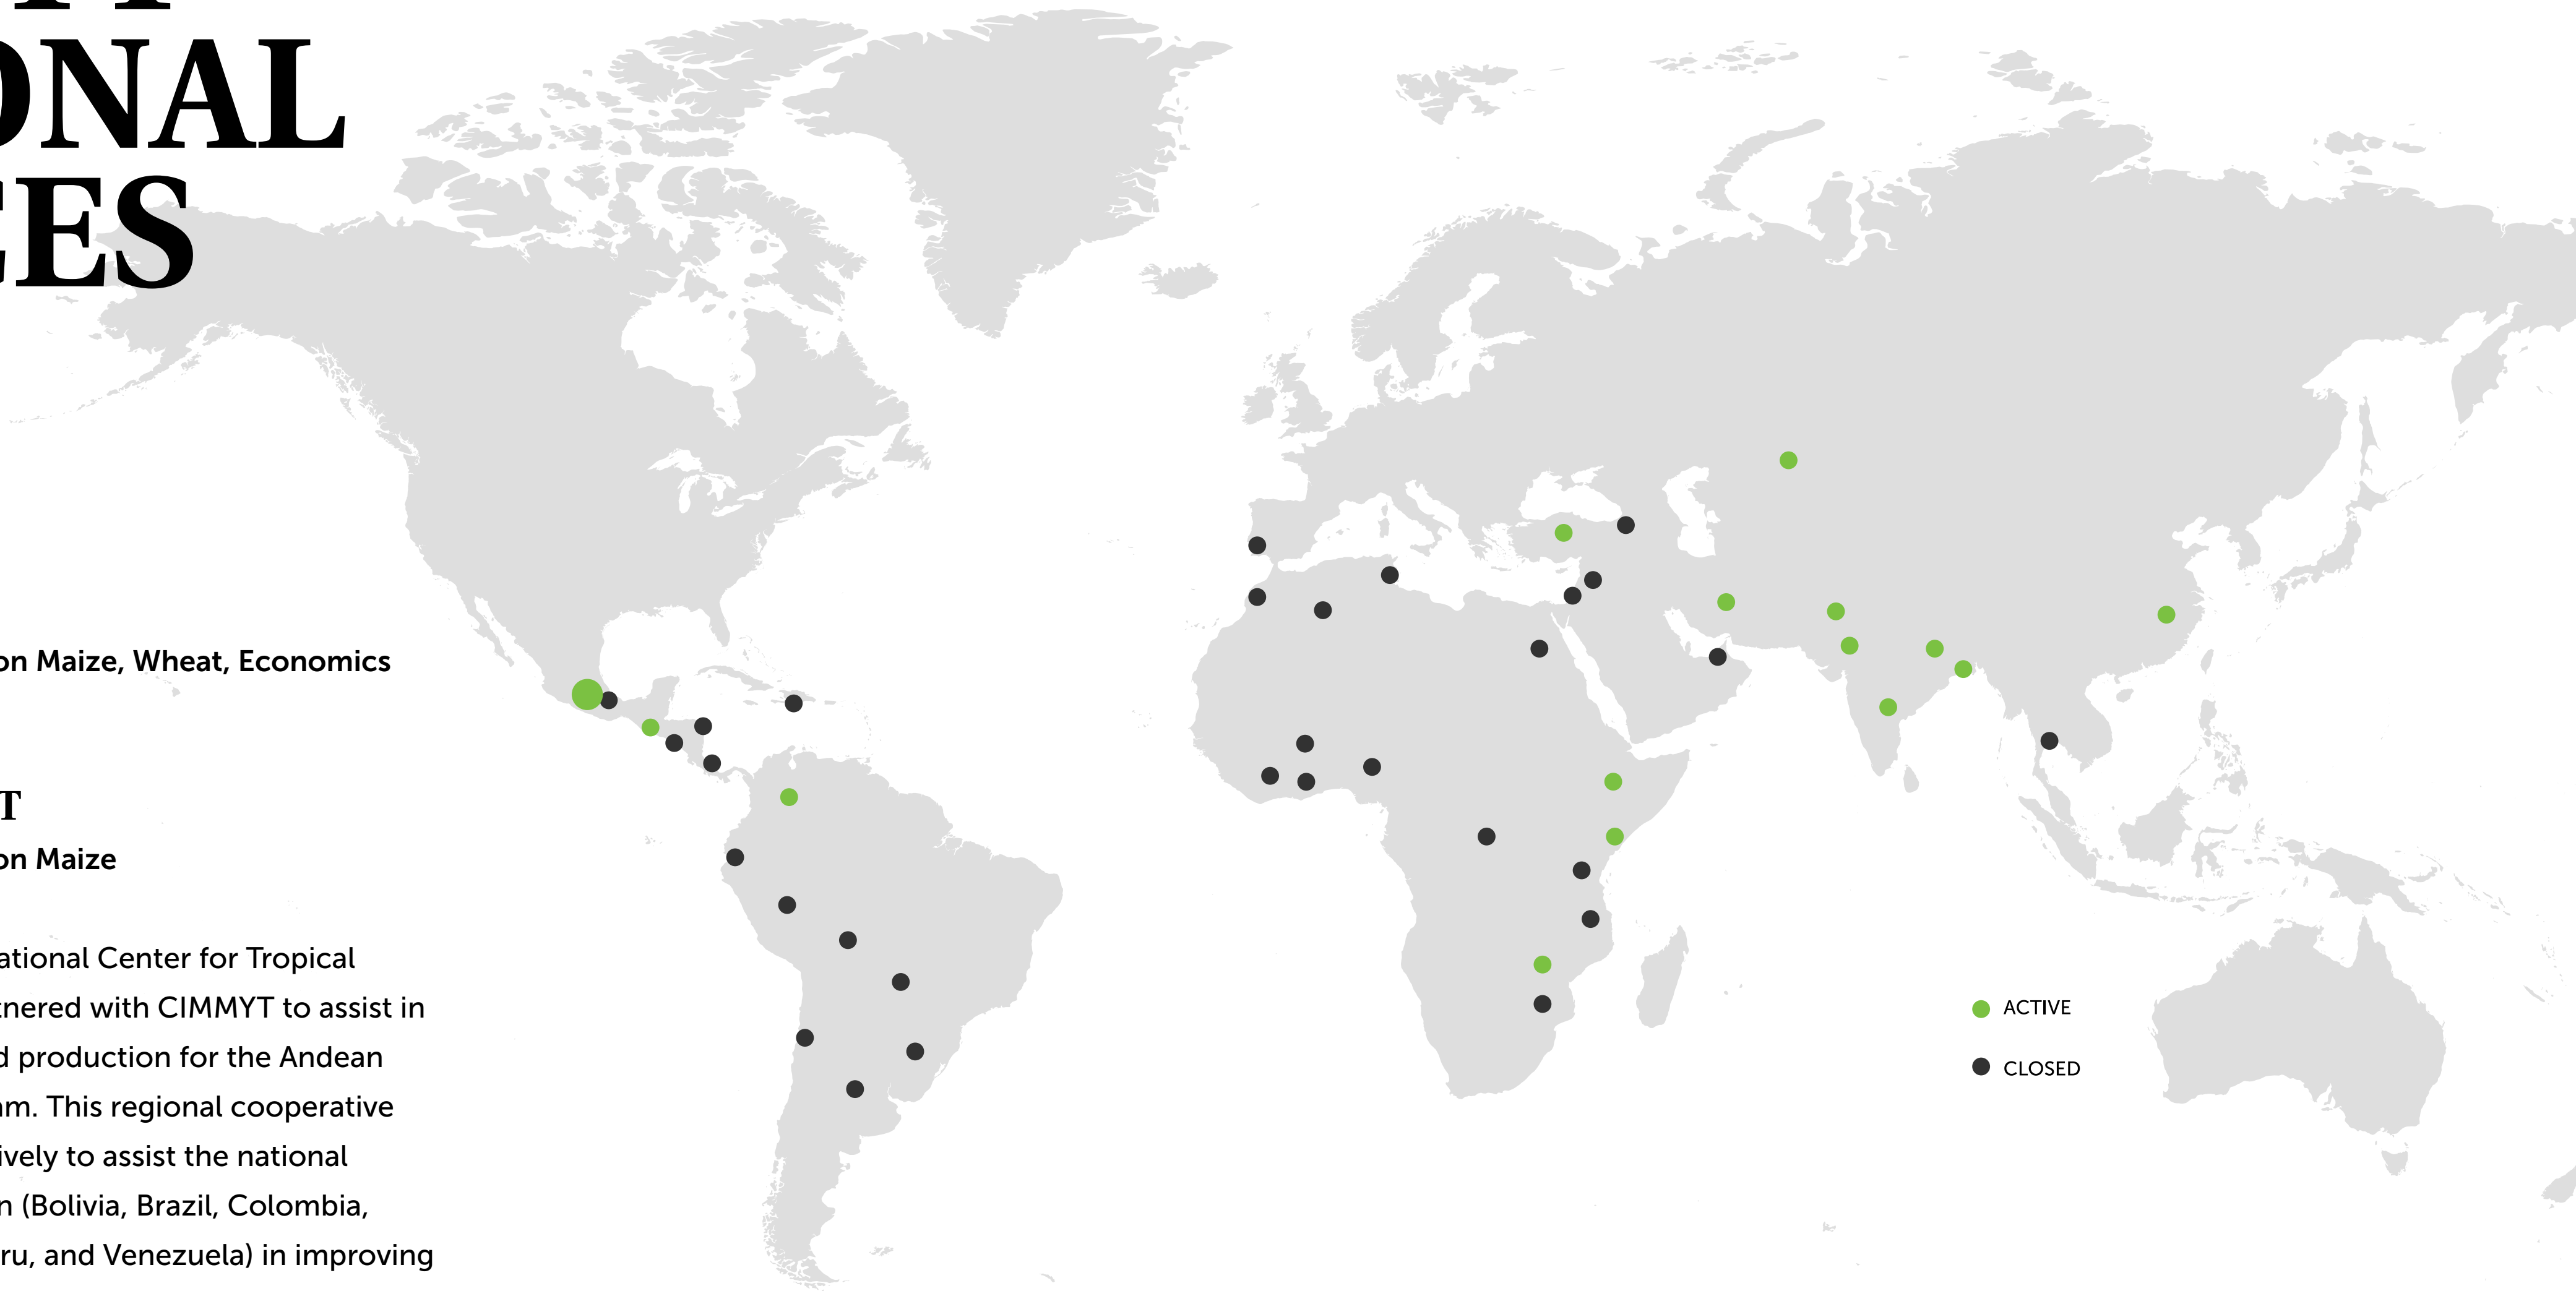 ONAL
CES
on Maize, Wheat, Economics
T
on Maize
ational Center for Tropical
tnered with CIMMYT to assist in
d production for the Andean
am. This regional cooperative
ively to assist the national
n (Bolivia, Brazil, Colombia,
ru, and Venezuela) in improving
ACTIVE
CLOSED